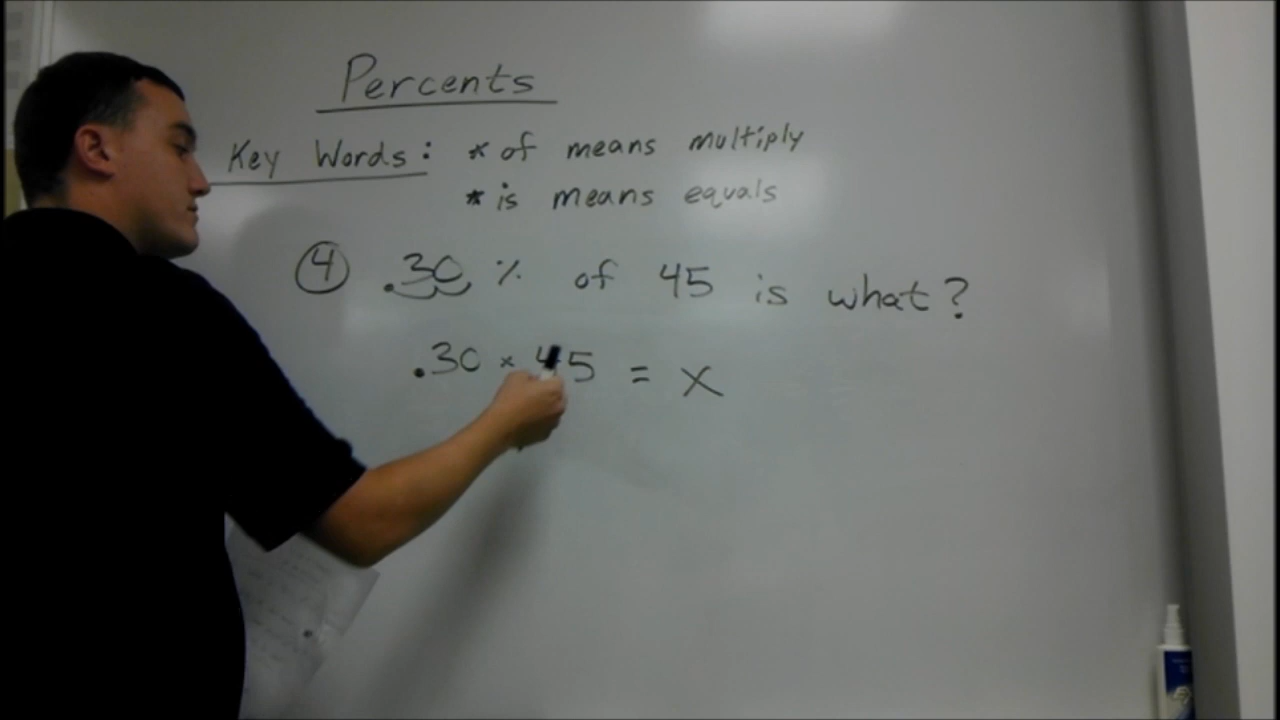 Percents
Key Words: * of means multiply
* is means equals
④ .30 % of 45 is what?
.30 × 45 = x